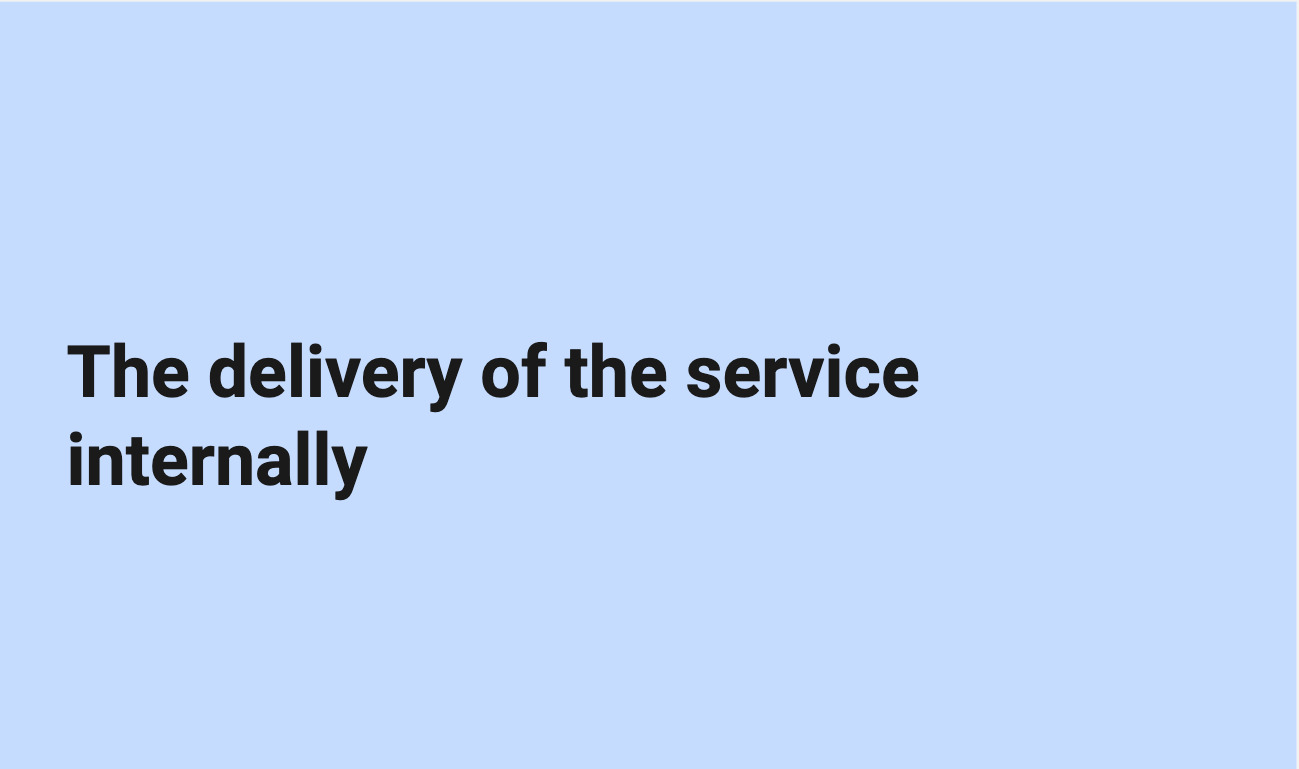 The delivery of the service
internally